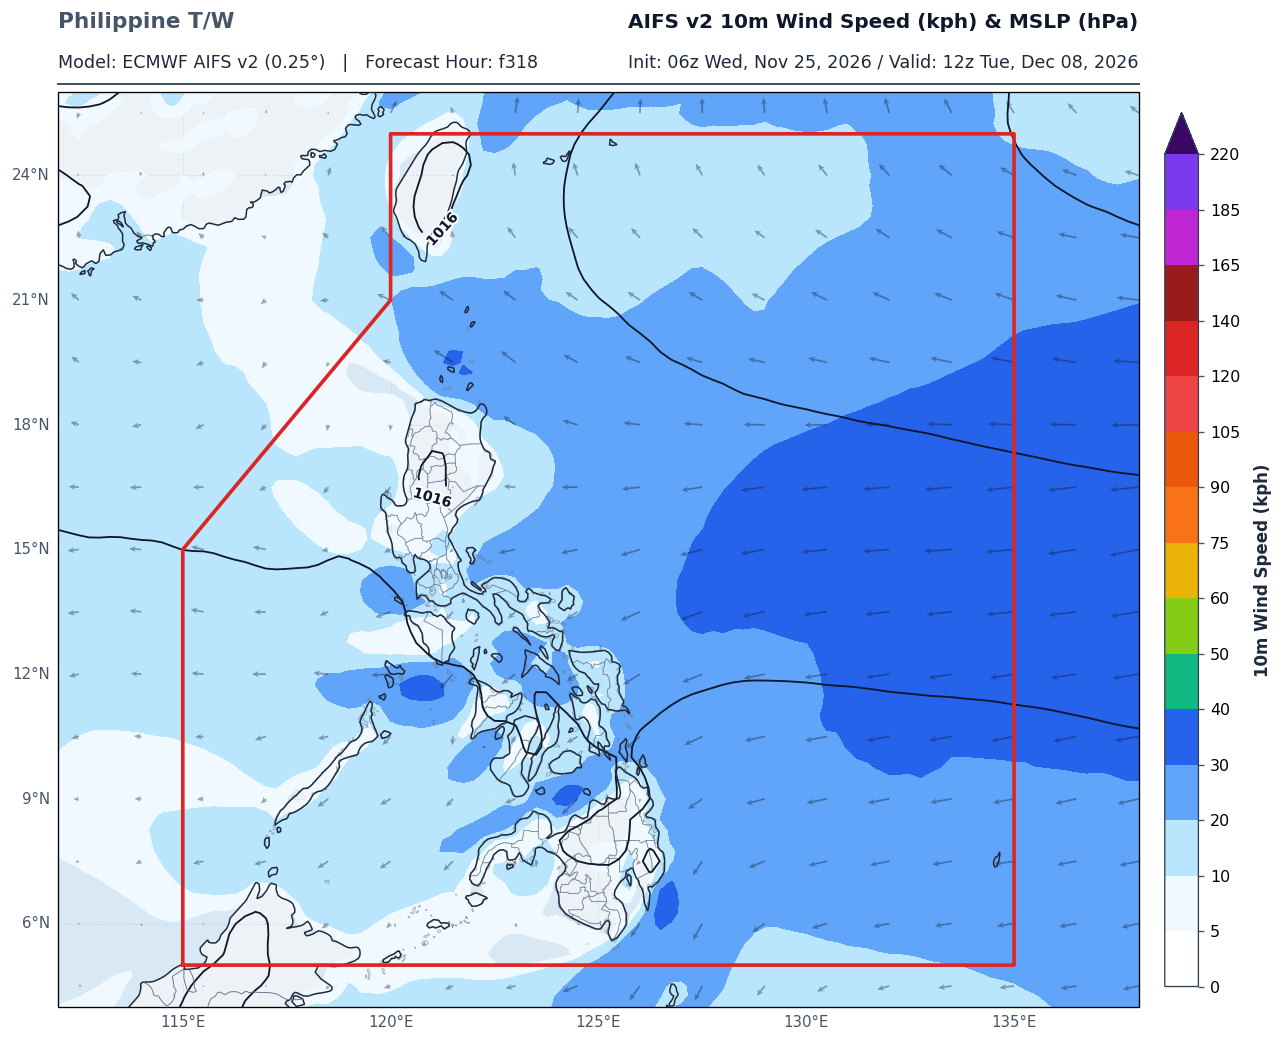 Philippine T/W
AIFS v2 10m Wind Speed (kph) & MSLP (hPa)
Model: ECMWF AIFS v2 (0.25°) | Forecast Hour: f318
Init: 06z Wed, Nov 25, 2026 / Valid: 12z Tue, Dec 08, 2026
24°N
21°N
18°N
15°N
12°N
9°N
6°N
1016
1016
115°E
120°E
125°E
130°E
135°E
220
185
165
140
120
105
90
75
60
50
40
30
20
10
5
0
10m Wind Speed (kph)